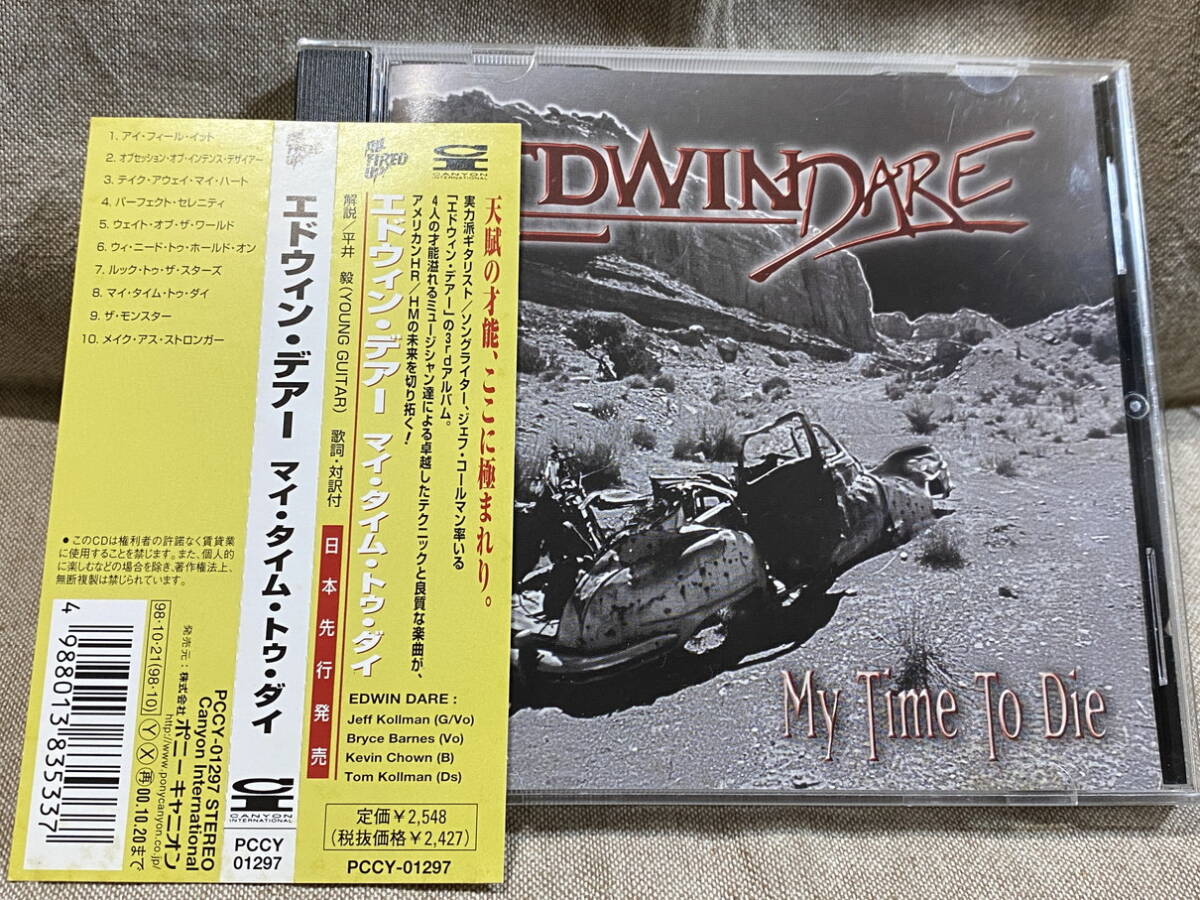 1. アイ・フィール・イット
2. オブセッション・オブ・インテンス・デザイアー
3. テイク・アウェイ・マイ・ハート
4. パーフェクト・セレニティ
5. ウェイト・オブ・ザ・ワールド
6. ウィ・ニード・トゥ・ホールド・オン
7. ルック・トゥ・ザ・スターズ
8. マイ・タイム・トゥ・ダイ
9. ザ・モンスター
10. メイク・アス・ストロンガー
● このCDは権利者の許諾なく賃貸業
に使用することを禁じます。また、個人的
に楽しむなどの場合を除き、著作権法上、
無断複製は禁じられています。
4 988013 835337
98・10・21(98・10) Y X 再 00.10.20まで
発売元:株式会社ポニーキャニオン
http://www.ponycanyon.co.jp/
Canyon International
PCCY-01297 STEREO
エドウィン・デアー マイ・タイム・トゥ・ダイ
CANYON
INTERNATIONAL
PCCY
01297
FIRED
UP
CANYON
INTERNATIONAL
天賦の才能、ここに極まれり。
実力派ギタリスト/ソングライター、ジェフ・コールマン率いる
「エドウィン・デアー」の3rdアルバム。
4人の才能溢れるミュージシャン達による卓越したテクニックと良質な楽曲が、
アメリカンHR/HMの未来を切り拓く!
エドウィン・デアー マイ・タイム・トゥ・ダイ
解説/平井 毅(YOUNG GUITAR) 歌詞・対訳付
日本先行発売
EDWIN DARE :
Jeff Kollman (G/Vo)
Bryce Barnes (Vo)
Kevin Chown (B)
Tom Kollman (Ds)
定価¥2,548
(税抜価格¥2,427)
PCCY-01297
EDWIN DARE
My Time To Die